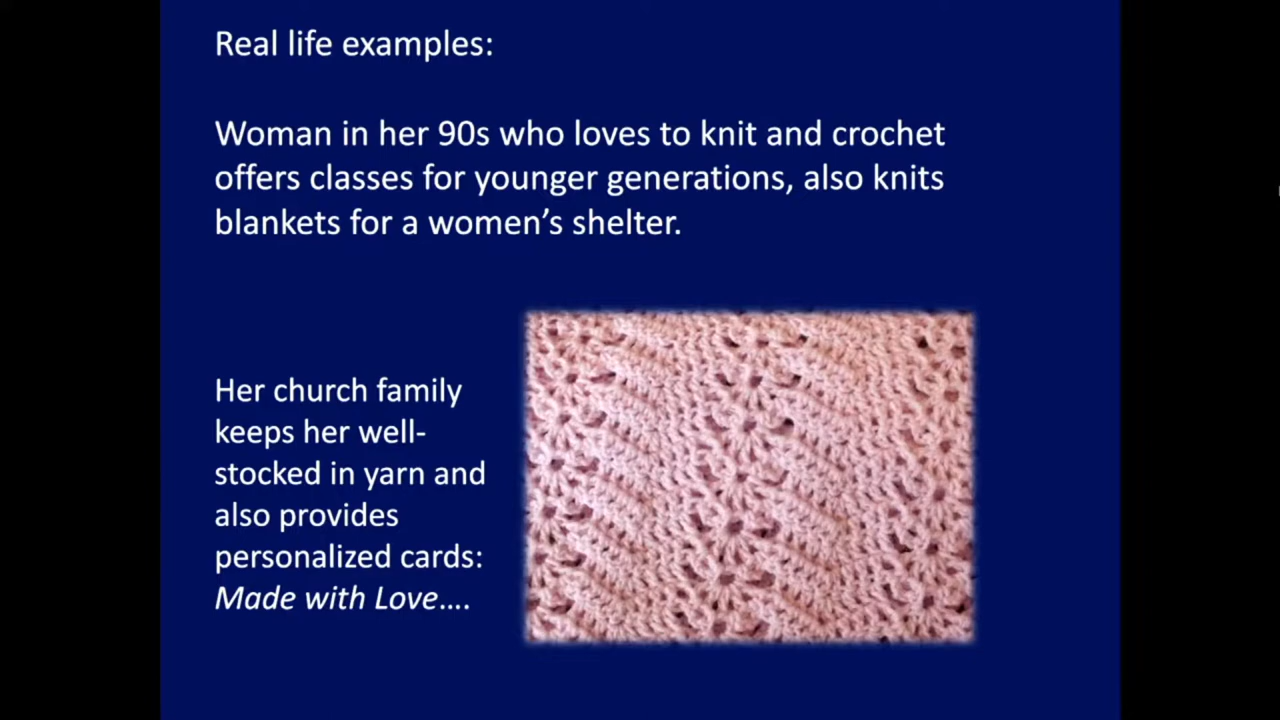 Real life examples:
Woman in her 90s who loves to knit and crochet
offers classes for younger generations, also knits
blankets for a women’s shelter.
Her church family
keeps her well-
stocked in yarn and
also provides
personalized cards:
Made with Love….